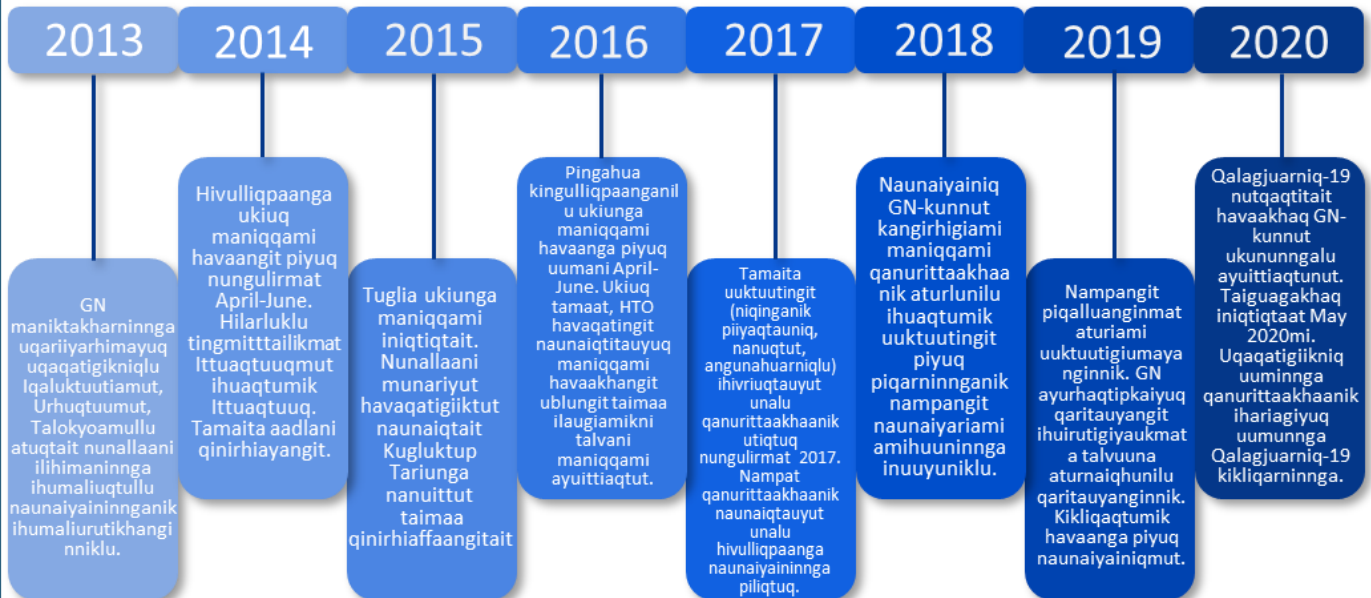 2013
2014
2015
2016
2017
2018
2019
2020
GN
maniktakharninnga
uqariiyarhimayuq
uqaqatigikniqlu
Iqaluktuutiamut,
Urhuqtuumut,
Talokyoamullu
atuqtait nunallaani
ilihimaninnga
ihumaliuqtullu
naunaiyaininnganik
ihumaliurutikhangi
nniklu.
Hivulliqpaanga
ukiuq
maniqqami
havaangit piyuq
nungulirmat
April-June.
Hilarluklu
tingmitttailikmat
Ittuaqtuuqmut
ihuaqtumik
Ittuaqtuuq.
Tamaita aadlani
qinirhiayangit.
Tuglia ukiunga
maniqqami
iniqtiqtait.
Nunallaani
munariyut
havaqatigiiktut
naunaiqtait
Kugluktup
Tariunga
nanuittut
taimaa
qinirhiaffaangitait
Pingahua
kingulliqpaanganil
u ukiunga
maniqqami
havaanga piyuq
uumani April-
June. Ukiuq
tamaat, HTO
havaqatingit
naunaiqtitauyuq
maniqqami
havaakhangit
ublungit taimaa
ilaugiamikni
talvani
maniqqami
ayuittiaqtut.
Tamaita
uuktuutingit
(niqinganik
piiyaqtauniq,
nanuqtut,
angunahuarniqlu)
ihivriuqtauyut
unalu
qanurittaakhaanik
utiqtuq
nungulirmat 2017.
Nampat
qanurittaakhaanik
naunaiqtauyut
unalu
hivulliqpaanga
naunaiyaininnga
piliqtuq.
Naunaiyainiq
GN-kunnut
kangirhigiami
maniqqami
qanurittaakhaa
nik aturlunilu
ihuaqtumik
uuktuutingit
piyuq
piqarninnganik
nampangit
naunaiyariami
amihuuninnga
inuuyuniklu.
Nampangit
piqalluanginmat
aturiami
uuktuutigiumaya
nginnik. GN
ayurhaqtipkaiyuq
qaritauyangit
ihuirutigiyaukmat
a talvuuna
aturnaiqhunilu
qaritauyanginnik.
Kikliqaqtumik
havaanga piyuq
naunaiyainiqmut.
Qalagjuarniq-19
nutqaqtitait
havaakhaq GN-
kunnut
ukununngalu
ayuittiaqtunut.
Taiguagakhaq
iniqtiqtaat May
2020mi.
Uqaqatigiikniq
uuminnga
qanurittaakhaanik
ihariagiyuq
uumunnga
Qalagjuarniq-19
kikliqarninnga.